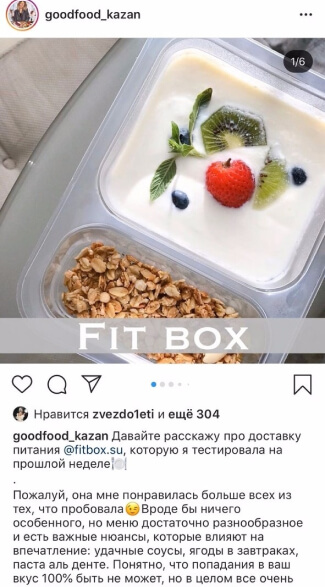 goodfood_kazan
1/6
FIT BOX
Нравится zvezdo1eti и ещё 304
goodfood_kazan Давайте расскажу про доставку
питания @fitbox.su, которую я тестировала на
прошлой неделе🍽
.
Пожалуй, она мне понравилась больше всех из
тех, что пробовала😉Вроде бы ничего
особенного, но меню достаточно разнообразное
и есть важные нюансы, которые влияют на
впечатление: удачные соусы, ягоды в завтраках,
паста аль денте. Понятно, что попадания в ваш
вкус 100% быть не может, но в целом все очень